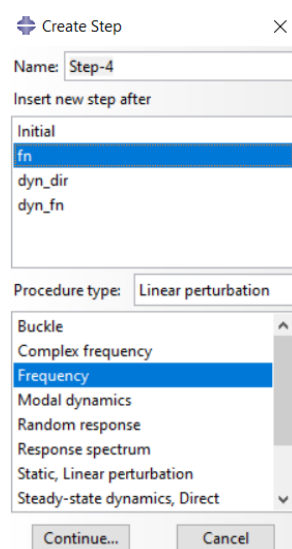 Create Step
Name: Step-4
Insert new step after
Initial
fn
dyn_dir
dyn_fn
Procedure type: Linear perturbation
Buckle
Complex frequency
Frequency
Modal dynamics
Random response
Response spectrum
Static, Linear perturbation
Steady-state dynamics, Direct
Continue... Cancel